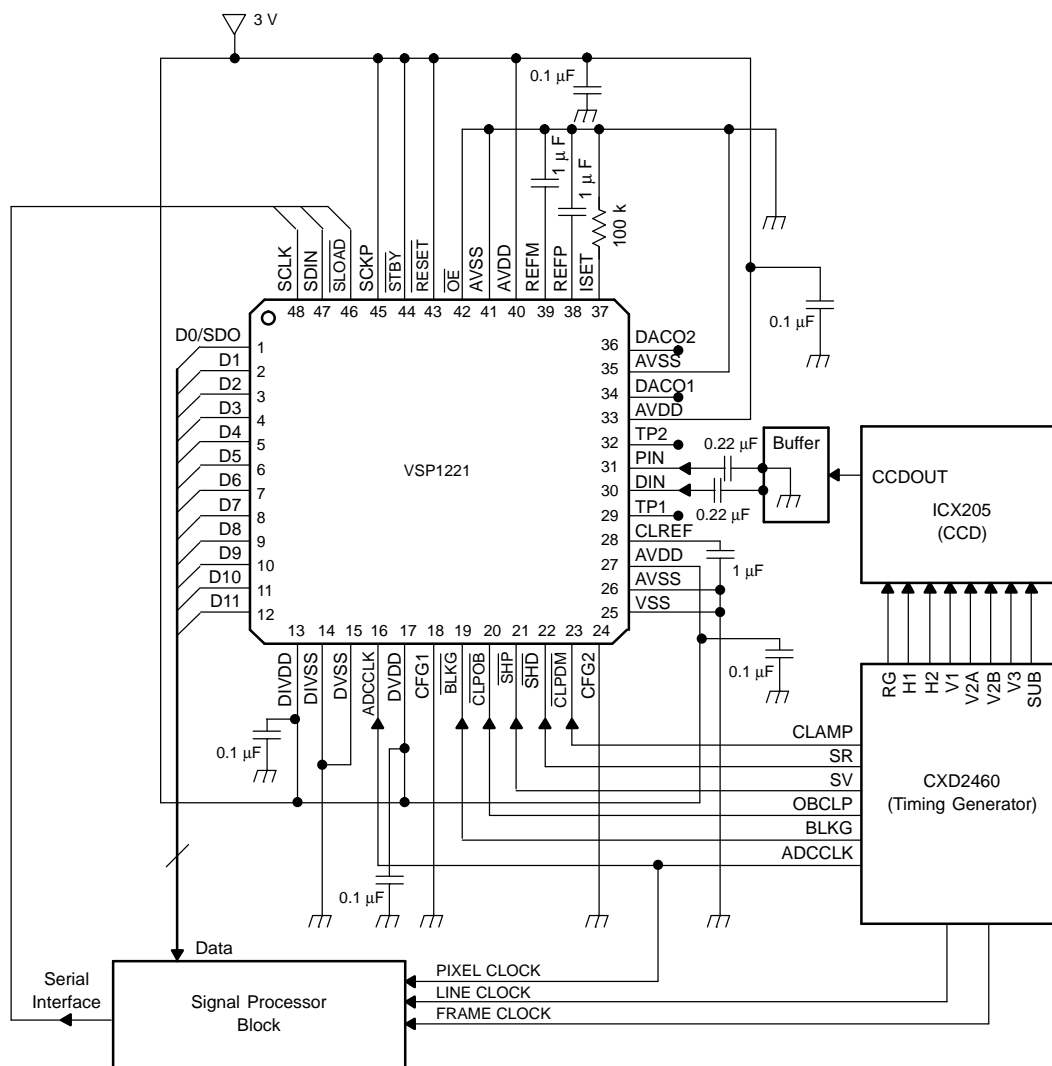 3 V
0.1 μF
1 μ F
1 μ F
100 k
SCLK
SDIN
SLOAD
SCKP
STBY
RESET
OE
AVSS
AVDD
REFM
REFP
ISET
48 47 46 45 44 43 42 41 40 39 38 37
0.1 μF
D0/SDO 1
D1 2
D2 3
D3 4
D4 5
D5 6
D6 7
D7 8
D8 9
D9 10
D10 11
D11 12
VSP1221
36 DACO2
35 AVSS
34 DACO1
33 AVDD
32 TP2
31 PIN
30 DIN
29 TP1
28 CLREF
27 AVDD
26 AVSS
25 VSS
0.22 μF
0.22 μF
Buffer
CCDOUT
ICX205
(CCD)
1 μF
0.1 μF
13 14 15 16 17 18 19 20 21 22 23 24
DIVDD
DIVSS
DVSS
ADCCLK
DVDD
CFG1
BLKG
CLPOB
SHP
SHD
CLPDM
CFG2
0.1 μF
0.1 μF
RG
H1
H2
V1
V2A
V2B
V3
SUB
CLAMP
SR
SV
OBCLP
BLKG
ADCCLK
CXD2460
(Timing Generator)
Data
Serial
Interface
Signal Processor
Block
PIXEL CLOCK
LINE CLOCK
FRAME CLOCK